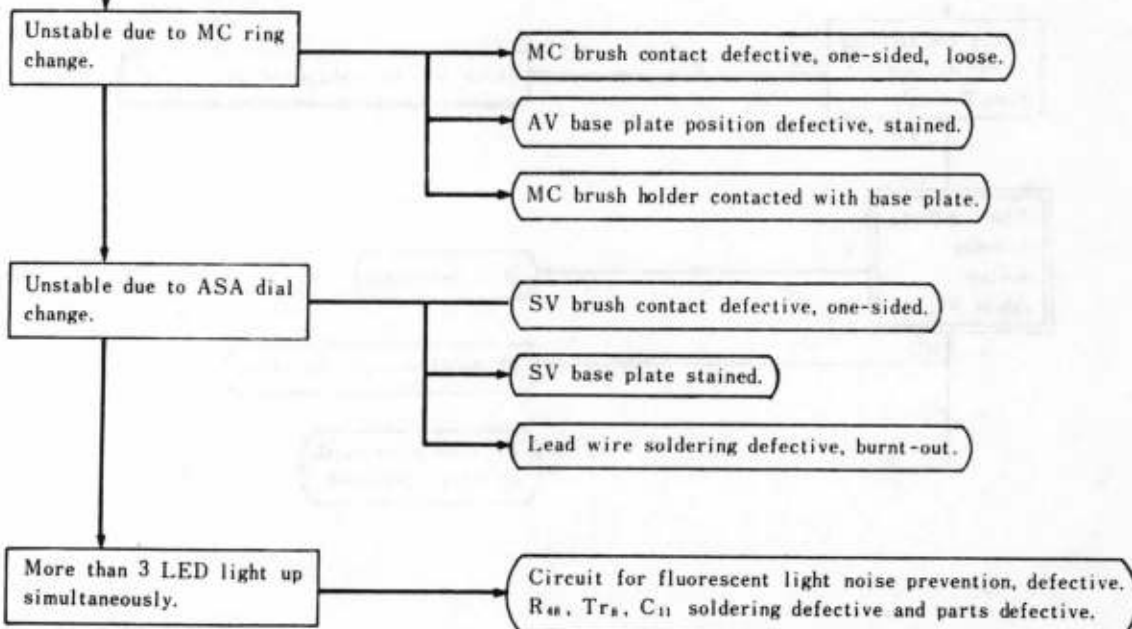 Unstable due to MC ring
change.
MC brush contact defective, one-sided, loose.
AV base plate position defective, stained.
MC brush holder contacted with base plate.
Unstable due to ASA dial
change.
SV brush contact defective, one-sided.
SV base plate stained.
Lead wire soldering defective, burnt-out.
More than 3 LED light up
simultaneously.
Circuit for fluorescent light noise prevention, defective.
R₄₈, Tr₈, C₁₁ soldering defective and parts defective.